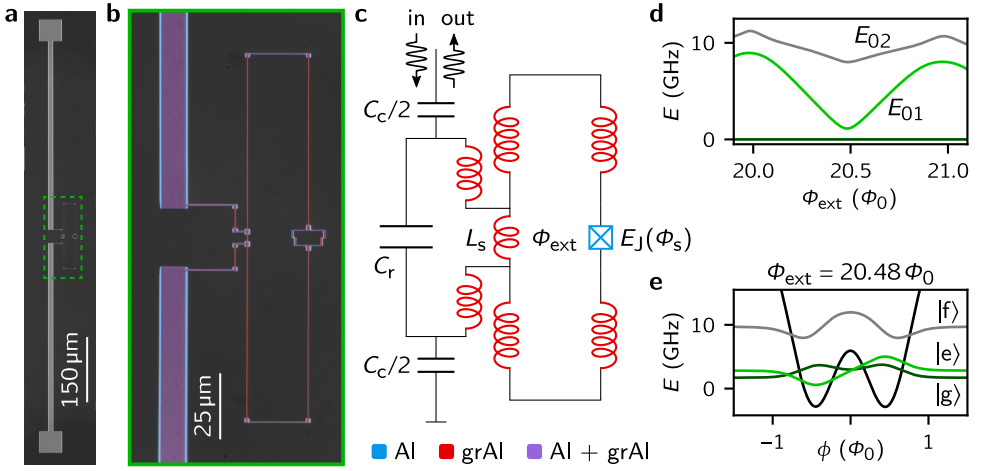 a
150 μm
b
25 μm
c
in out
C_c/2
L_s
Φ_ext
E_J(Φ_s)
C_r
C_c/2
Al
grAl
Al + grAl
d
E (GHz)
10
0
E_02
E_01
20.0 20.5 21.0
Φ_ext (Φ_0)
e
Φ_ext = 20.48 Φ_0
E (GHz)
10
0
|f⟩
|e⟩
|g⟩
−1 0 1
ϕ (Φ_0)